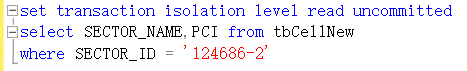 set transaction isolation level read uncommitted
select SECTOR_NAME,PCI from tbCellNew
where SECTOR_ID = '124686-2'